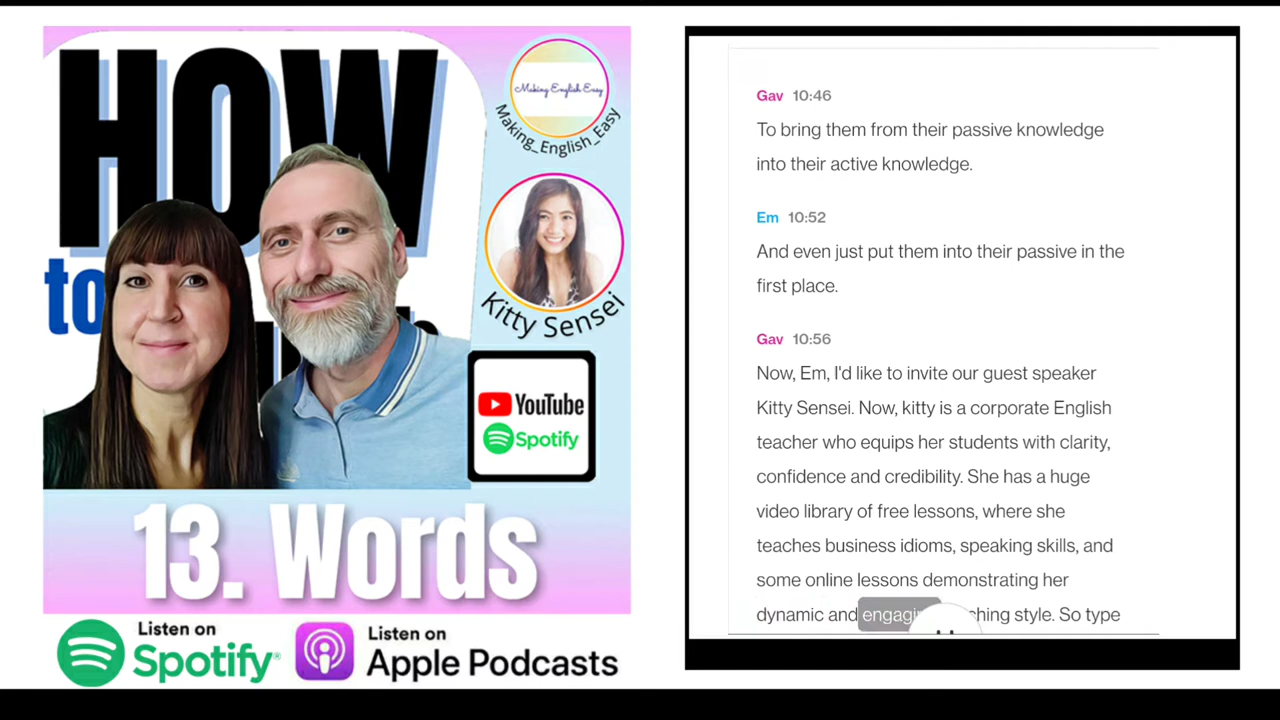 HOW
to
Making English Easy
Making_English_Easy
Kitty Sensei
YouTube
Spotify
13. Words
Listen on
Spotify
Listen on
Apple Podcasts
Gav 10:46
To bring them from their passive knowledge
into their active knowledge.
Em 10:52
And even just put them into their passive in the
first place.
Gav 10:56
Now, Em, I'd like to invite our guest speaker
Kitty Sensei. Now, kitty is a corporate English
teacher who equips her students with clarity,
confidence and credibility. She has a huge
video library of free lessons, where she
teaches business idioms, speaking skills, and
some online lessons demonstrating her
dynamic and style. So type